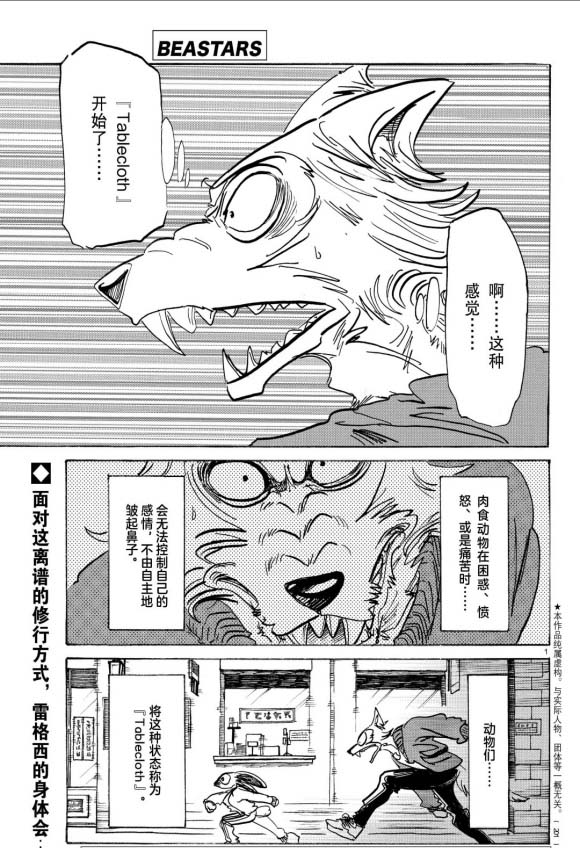 BEASTARS
啊……这种
感觉……
『Tablecloth』
开始了……
肉食动物在困惑、愤
怒、或是痛苦时……
会无法控制自己的
感情，不由自主地
皱起鼻子。
动物们……
将这种状态称为
『Tablecloth』。
◆面对这离谱的修行方式，雷格西的身体会
★本作品纯属虚构。与实际人物、团体等一概无关。
1